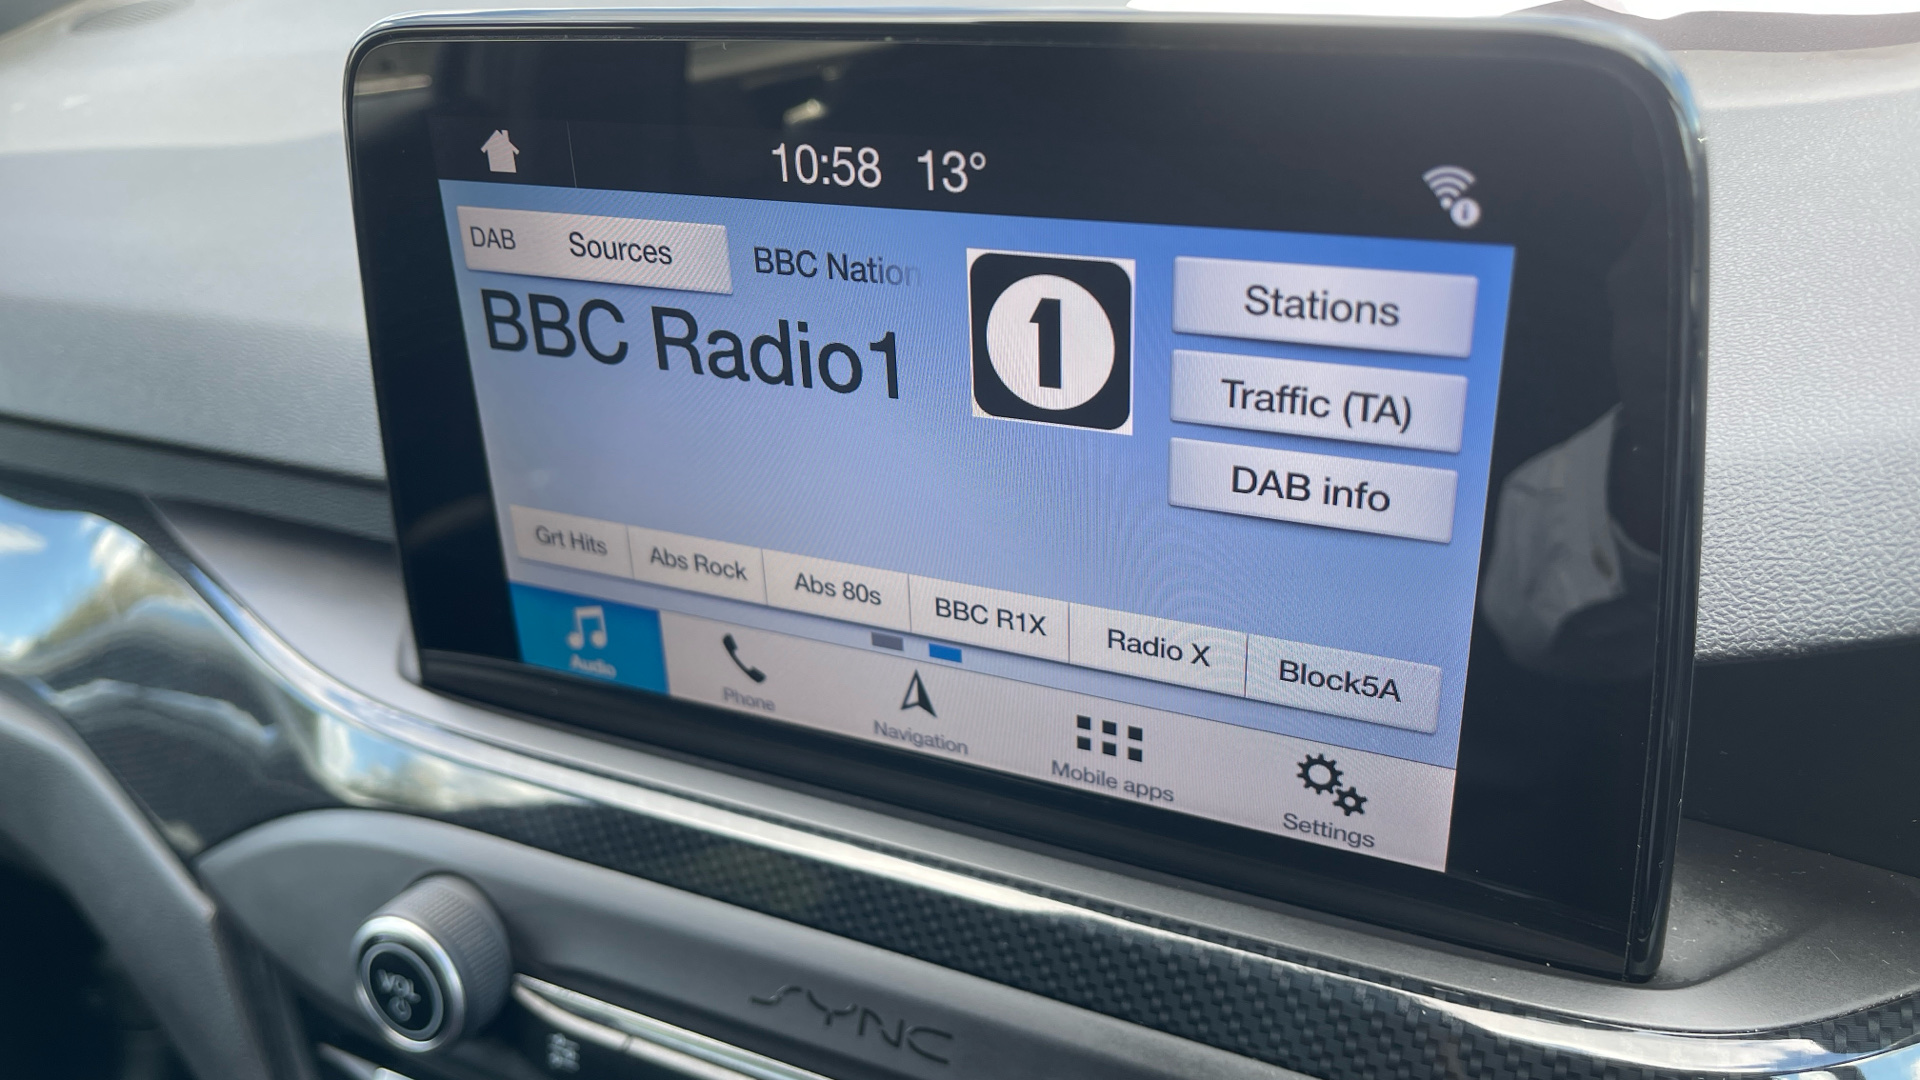 10:58 13°
DAB Sources BBC Nation
BBC Radio1
1
Stations
Traffic (TA)
DAB info
Grt Hits Abs Rock Abs 80s BBC R1X Radio X Block5A
Audio Phone Navigation Mobile apps Settings
VOL
SYNC